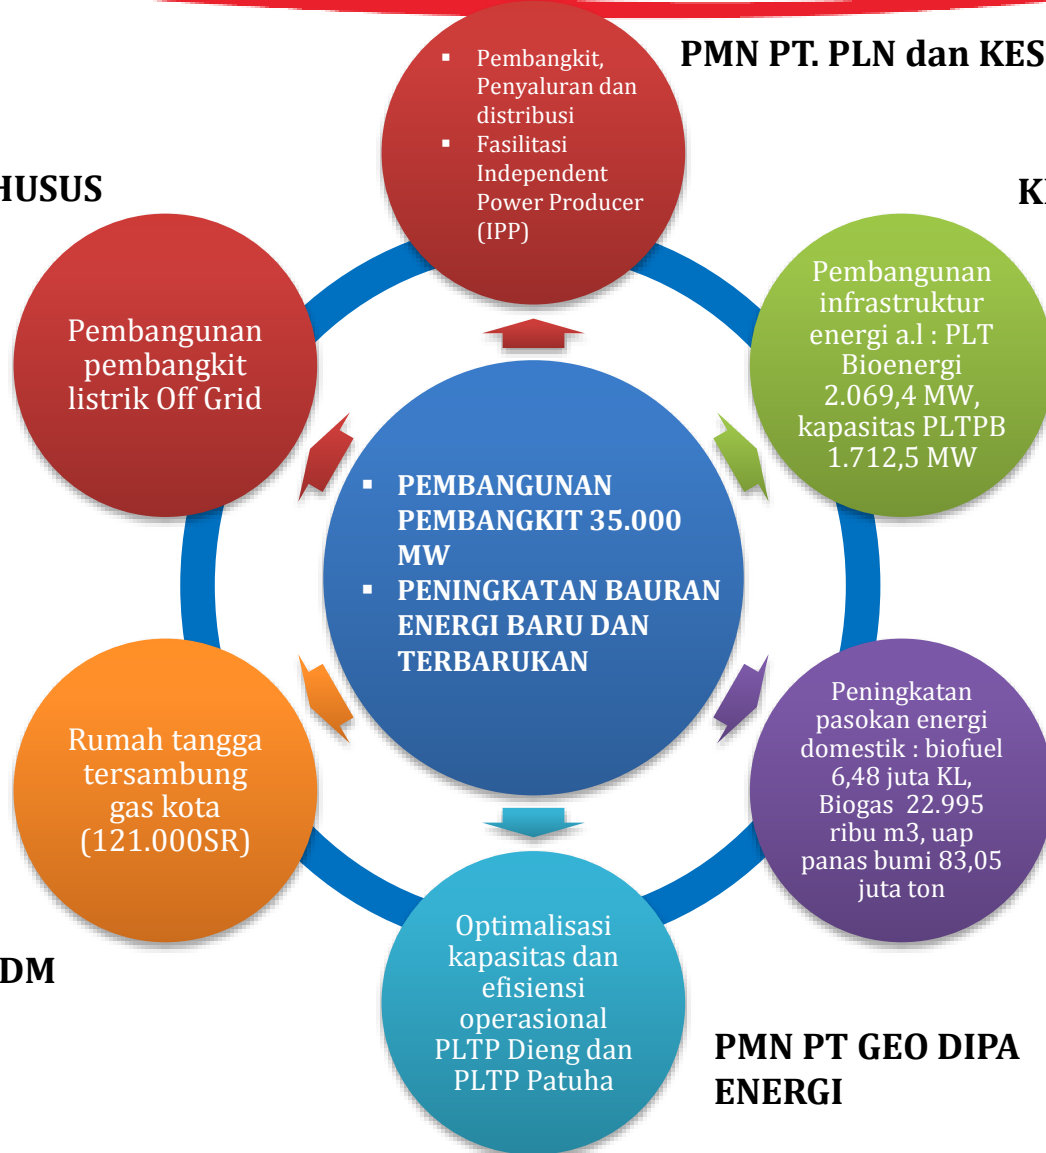 PMN PT. PLN dan KES
▪ Pembangkit,
Penyaluran dan
distribusi
▪ Fasilitasi
Independent
Power Producer
(IPP)
HUSUS
Pembangunan
pembangkit
listrik Off Grid
Pembangunan
infrastruktur
energi a.l : PLT
Bioenergi
2.069,4 MW,
kapasitas PLTPB
1.712,5 MW
▪ PEMBANGUNAN
PEMBANGKIT 35.000
MW
▪ PENINGKATAN BAURAN
ENERGI BARU DAN
TERBARUKAN
Rumah tangga
tersambung
gas kota
(121.000SR)
Peningkatan
pasokan energi
domestik : biofuel
6,48 juta KL,
Biogas 22.995
ribu m3, uap
panas bumi 83,05
juta ton
DM
Optimalisasi
kapasitas dan
efisiensi
operasional
PLTP Dieng dan
PLTP Patuha
PMN PT GEO DIPA
ENERGI